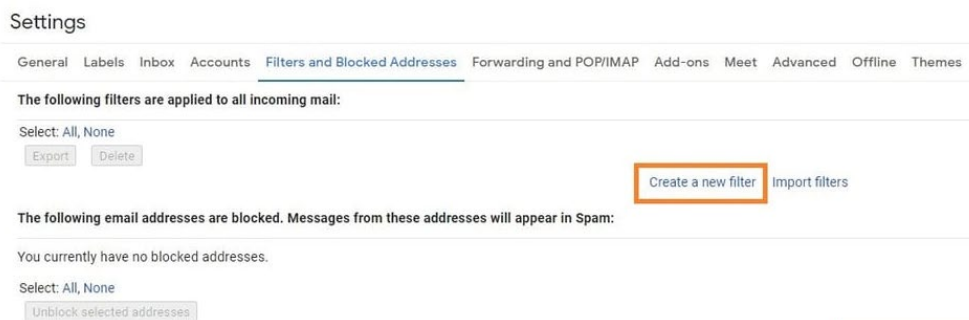 Settings
General Labels Inbox Accounts Filters and Blocked Addresses Forwarding and POP/IMAP Add-ons Meet Advanced Offline Themes
The following filters are applied to all incoming mail:
Select: All, None
Export Delete
Create a new filter Import filters
The following email addresses are blocked. Messages from these addresses will appear in Spam:
You currently have no blocked addresses.
Select: All, None
Unblock selected addresses